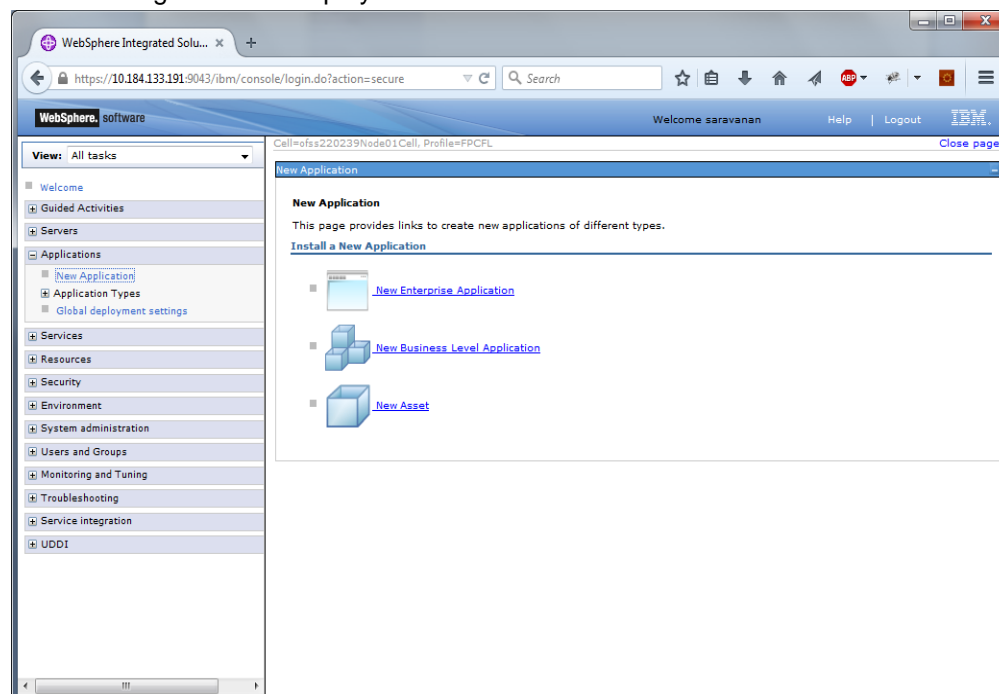 WebSphere Integrated Solu... × +
https://10.184.133.191:9043/ibm/console/login.do?action=secure Search ABP
WebSphere. software Welcome saravanan Help | Logout IBM.
Cell=ofss220239Node01Cell, Profile=FPCFL Close page
View: All tasks
New Application
Welcome
Guided Activities
Servers
Applications
New Application
Application Types
Global deployment settings
Services
Resources
Security
Environment
System administration
Users and Groups
Monitoring and Tuning
Troubleshooting
Service integration
UDDI
New Application
This page provides links to create new applications of different types.
Install a New Application
New Enterprise Application
New Business Level Application
New Asset